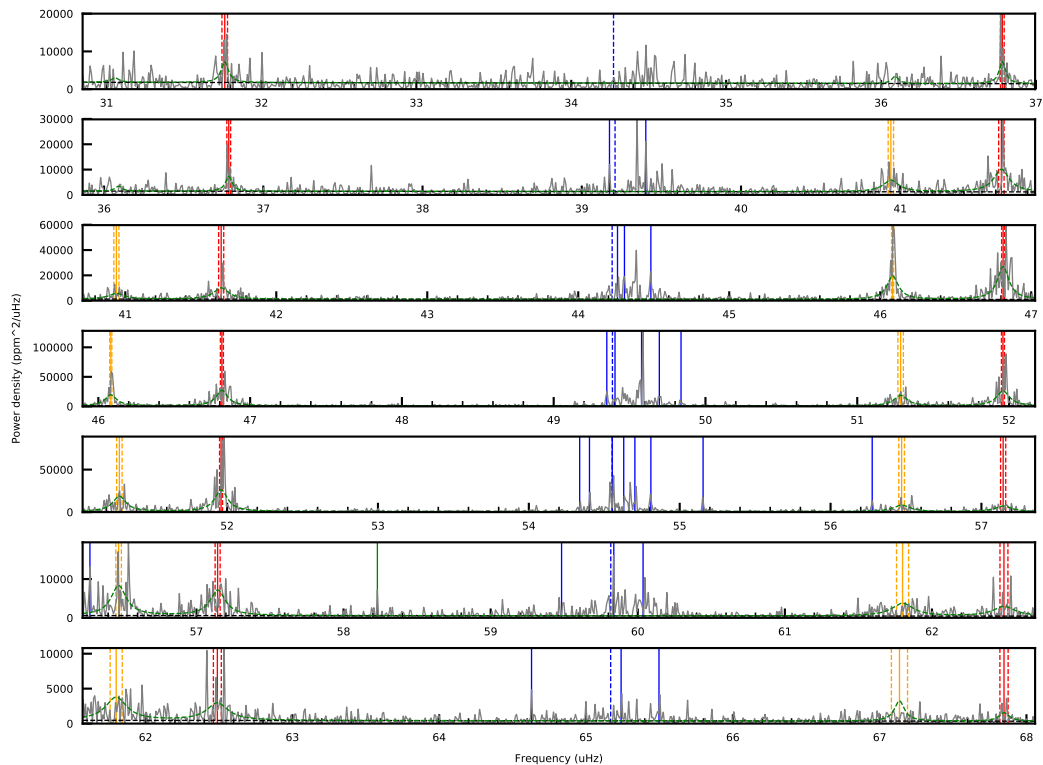 20000
10000
0
31 32 33 34 35 36 37
30000
20000
10000
0
36 37 38 39 40 41
60000
40000
20000
0
41 42 43 44 45 46 47
100000
50000
0
46 47 48 49 50 51 52
50000
0
52 53 54 55 56 57
10000
0
57 58 59 60 61 62
10000
5000
0
62 63 64 65 66 67 68
Power density (ppm^2/uHz)
Frequency (uHz)